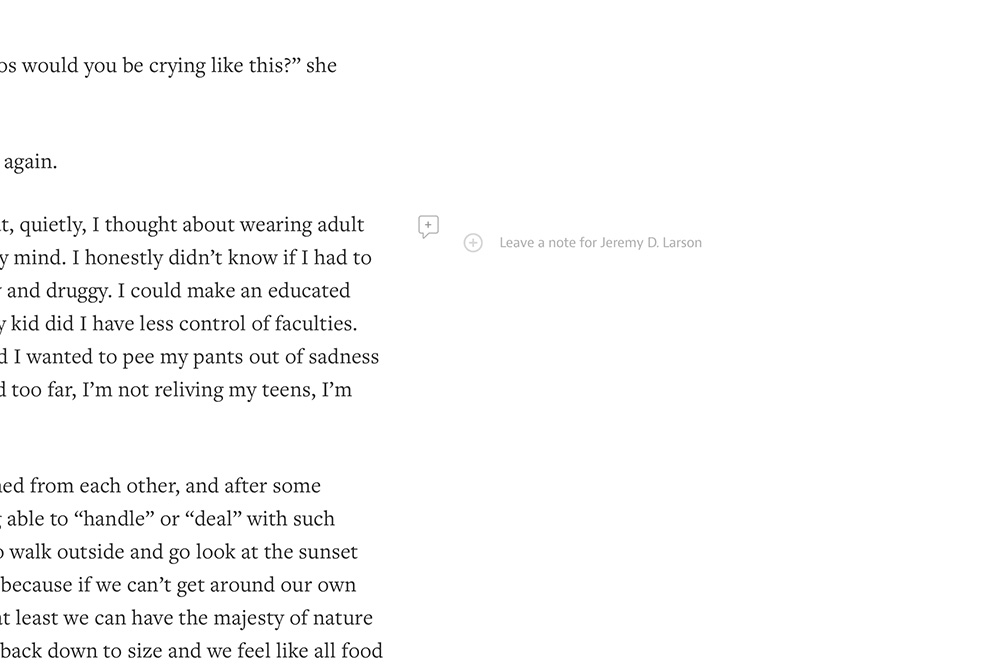 os would you be crying like this?” she
again.
t, quietly, I thought about wearing adult
y mind. I honestly didn’t know if I had to
and druggy. I could make an educated
y kid did I have less control of faculties.
d I wanted to pee my pants out of sadness
d too far, I’m not reliving my teens, I’m
Leave a note for Jeremy D. Larson
ned from each other, and after some
g able to “handle” or “deal” with such
o walk outside and go look at the sunset
because if we can’t get around our own
at least we can have the majesty of nature
back down to size and we feel like all food